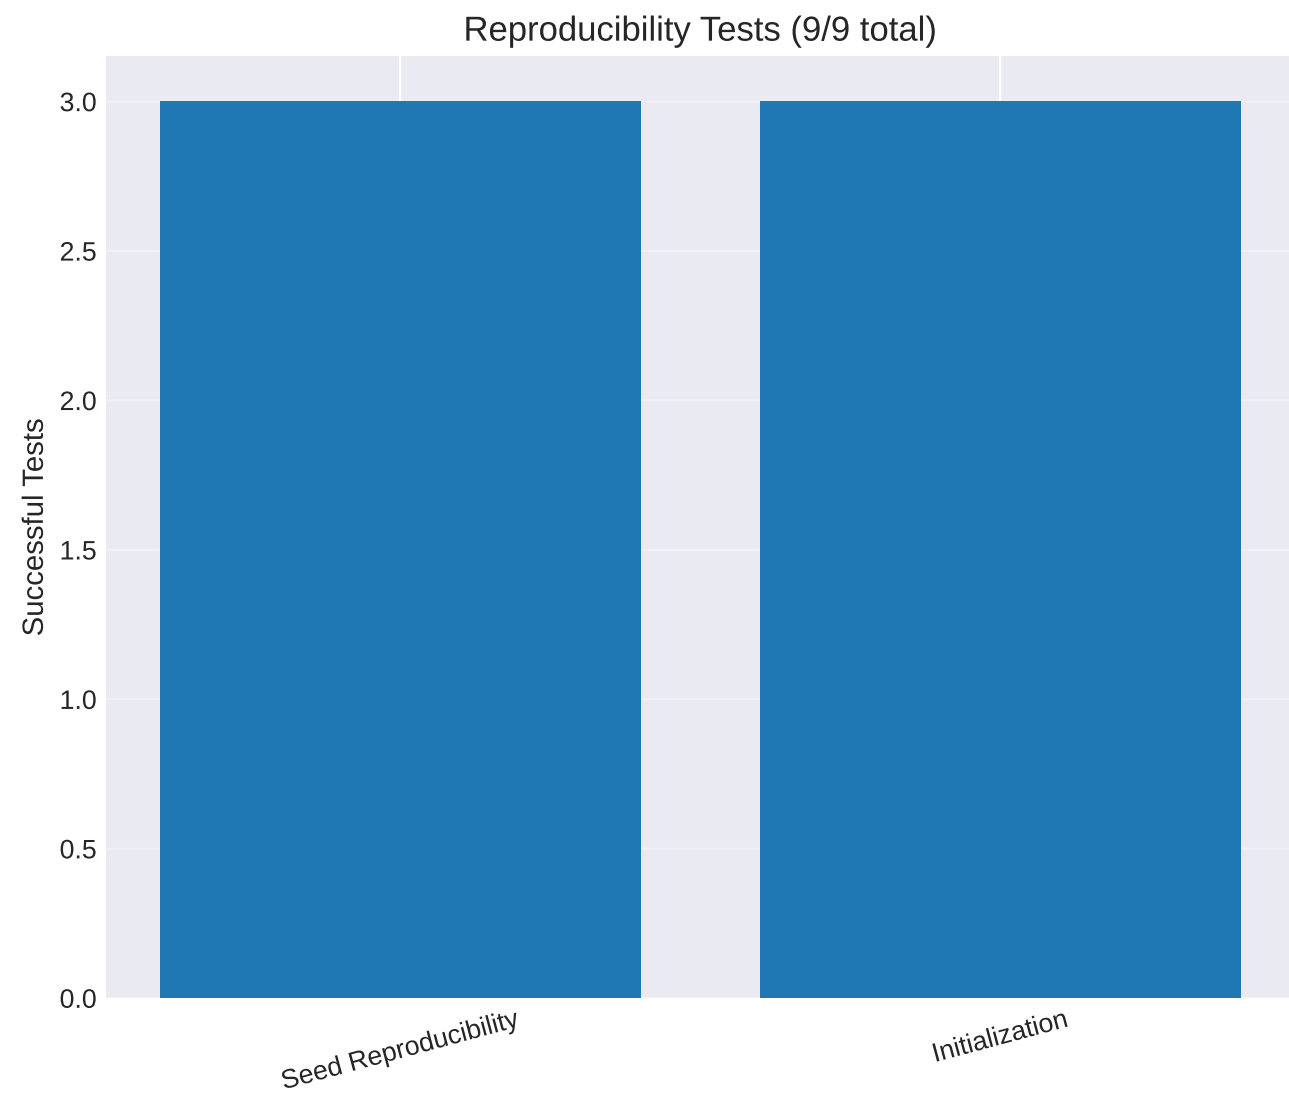 Reproducibility Tests (9/9 total)
Successful Tests
3.0
2.5
2.0
1.5
1.0
0.5
0.0
Seed Reproducibility
Initialization